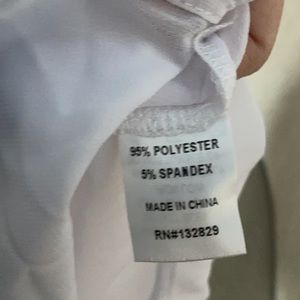 95% POLYESTER
5% SPANDEX
MADE IN CHINA
RN#132829